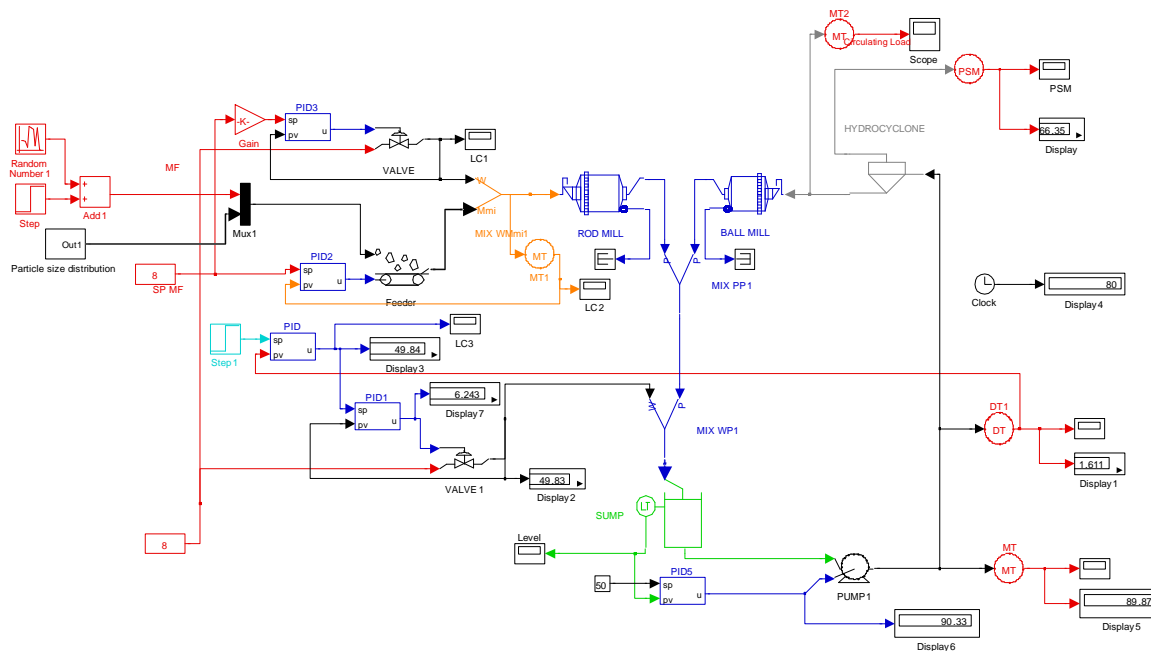 MT2
MT
Circulating Load
Scope
PSM
PSM
66.35
Display
HYDROCYCLONE
PID3
sp
pv
u
-K-
Gain
VALVE
LC1
Random
Number1
Step
Add1
MF
Mux1
Out1
Particle size distribution
8
SP MF
PID2
sp
pv
u
Feeder
W
Mmi
MIX WMmi1
MT
MT1
LC2
ROD MILL
BALL MILL
P
P
MIX PP1
Clock
80
Display4
Step1
PID
sp
pv
u
LC3
49.84
Display3
PID1
sp
pv
u
6.243
Display7
VALVE 1
49.83
Display2
W
P
MIX WP1
DT1
DT
1.611
Display1
8
SUMP
LT
Level
50
PID5
sp
pv
u
PUMP1
90.33
Display6
MT
MT
89.87
Display5